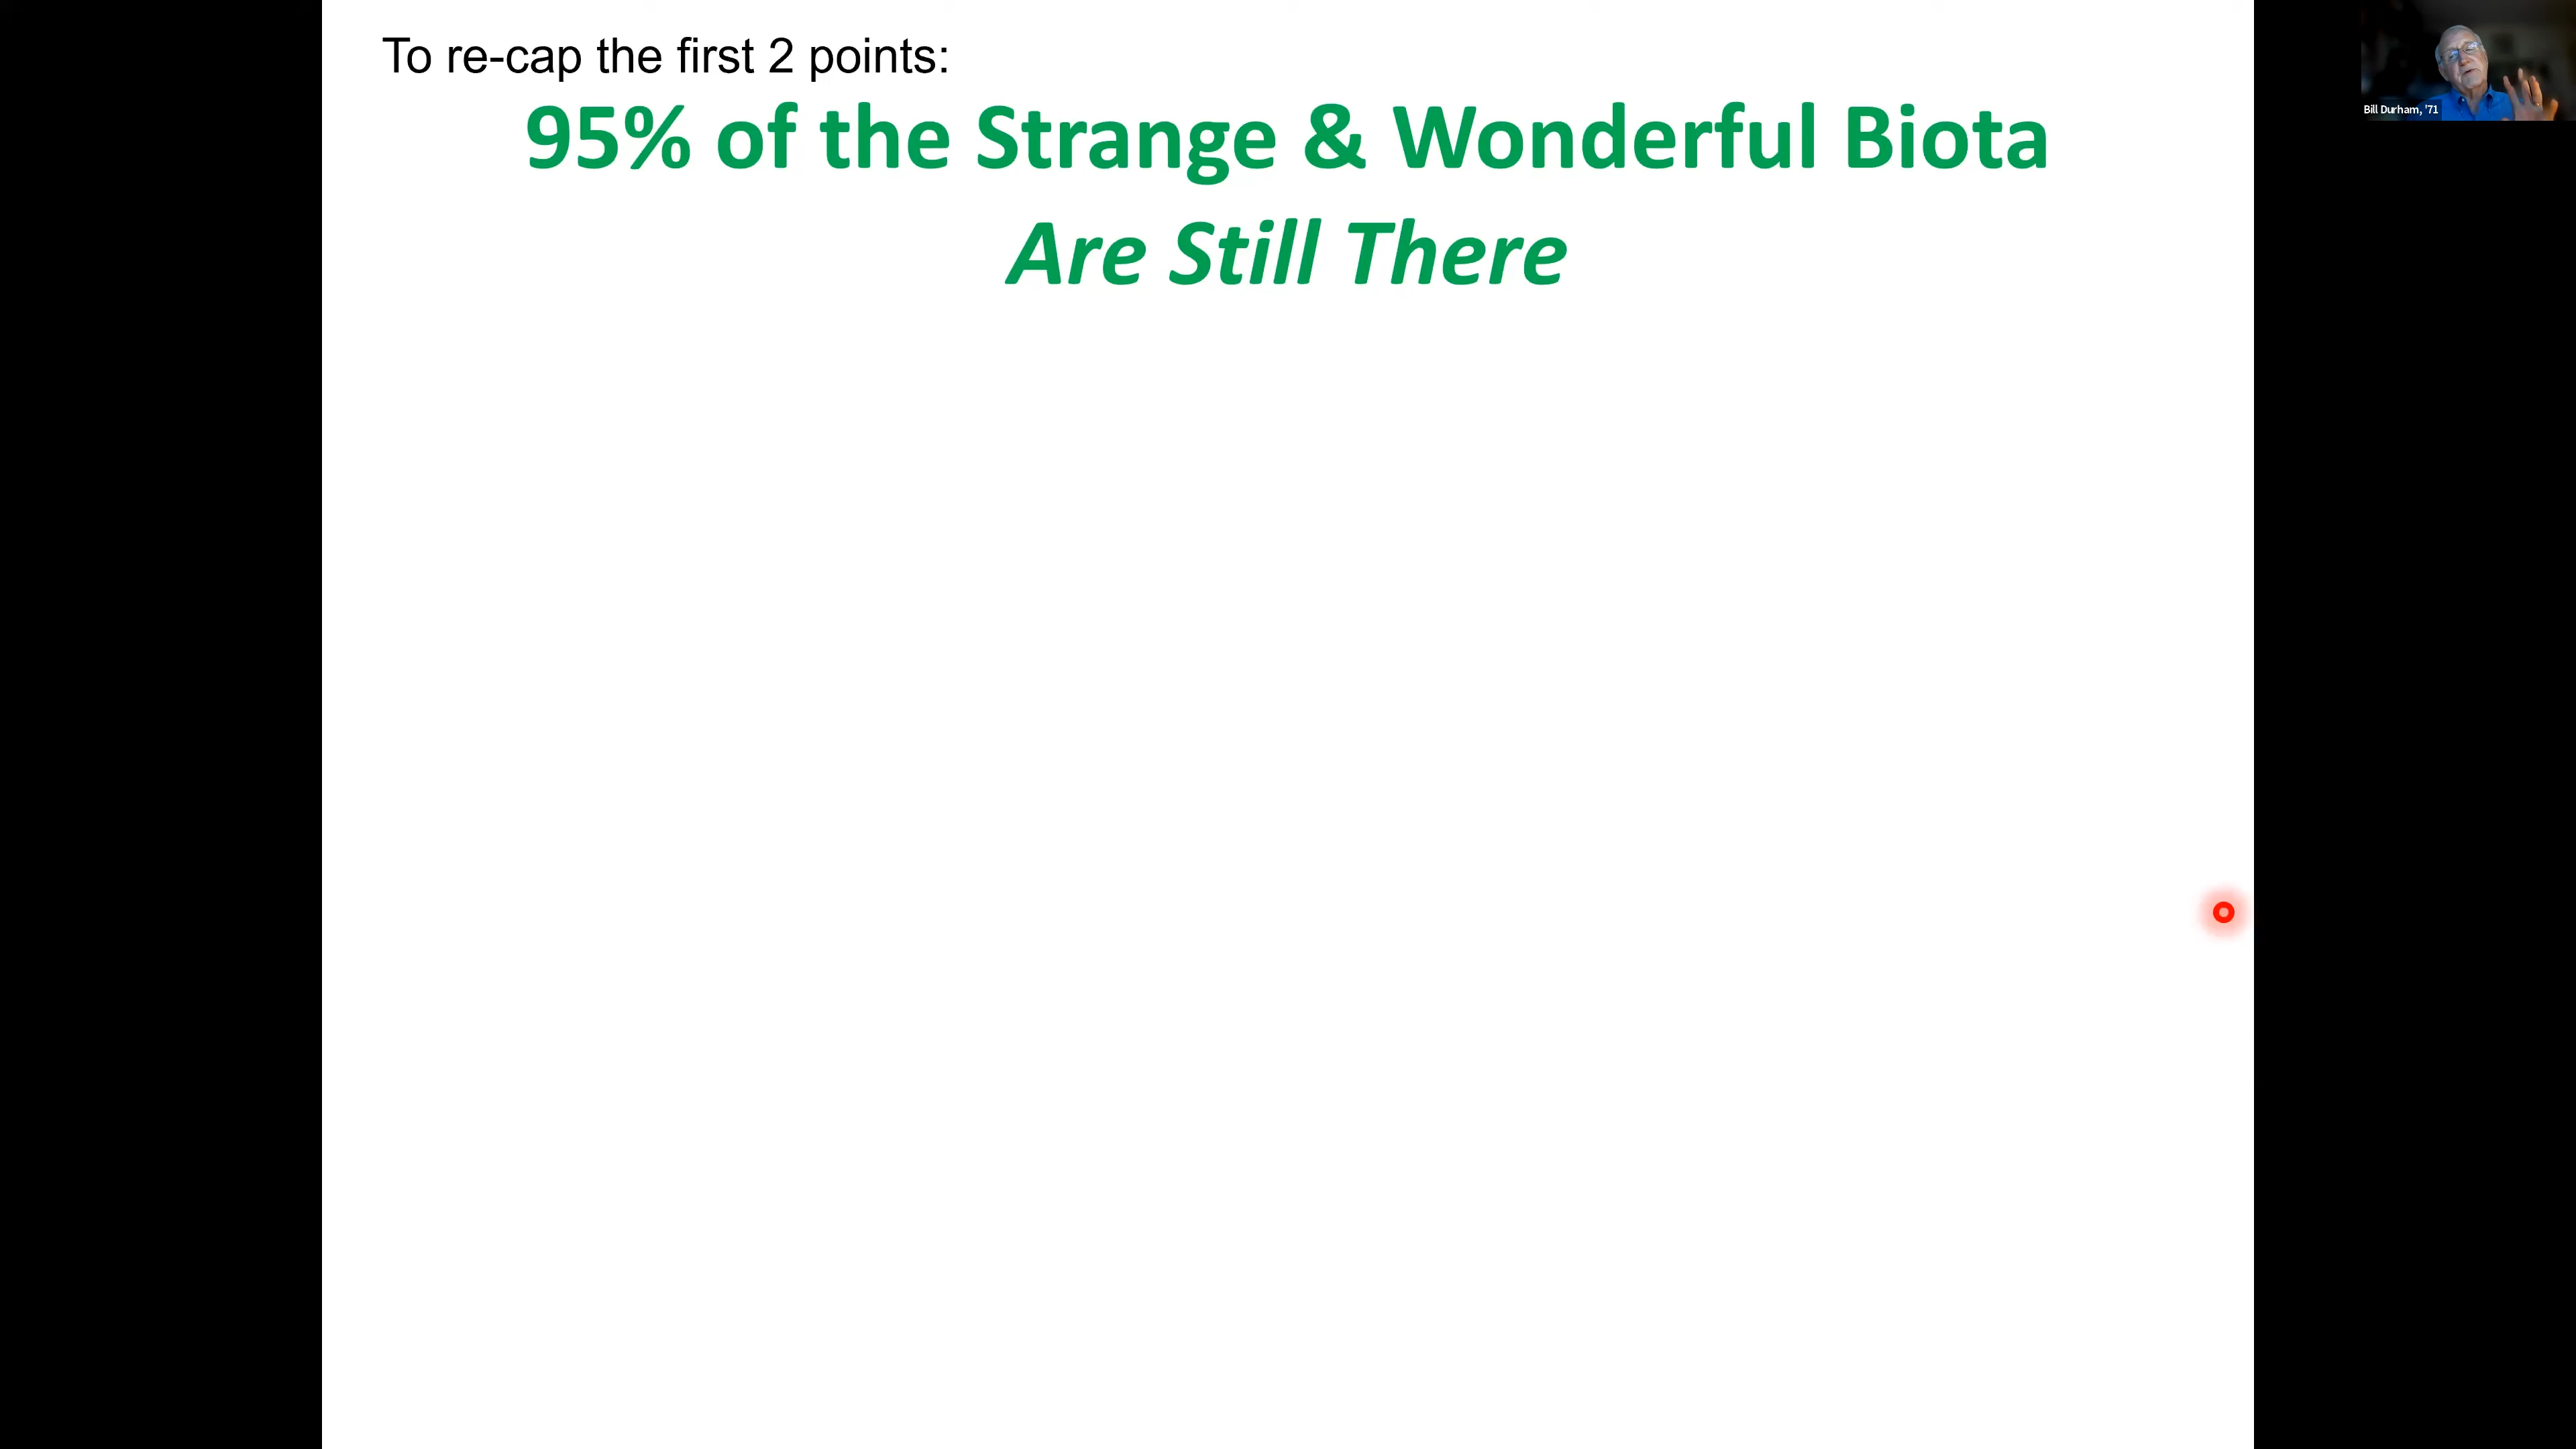 To re-cap the first 2 points:
95% of the Strange & Wonderful Biota
Are Still There
Bill Durham, '71